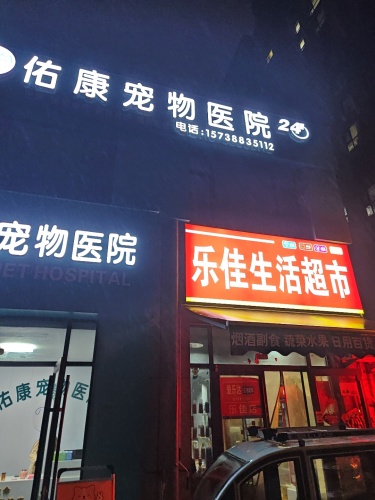 佑康宠物医院
电话:15738835112
宠物医院
PET HOSPITAL
乐佳生活超市
烟酒副食 蔬菜水果 日用百货
佑康宠物医